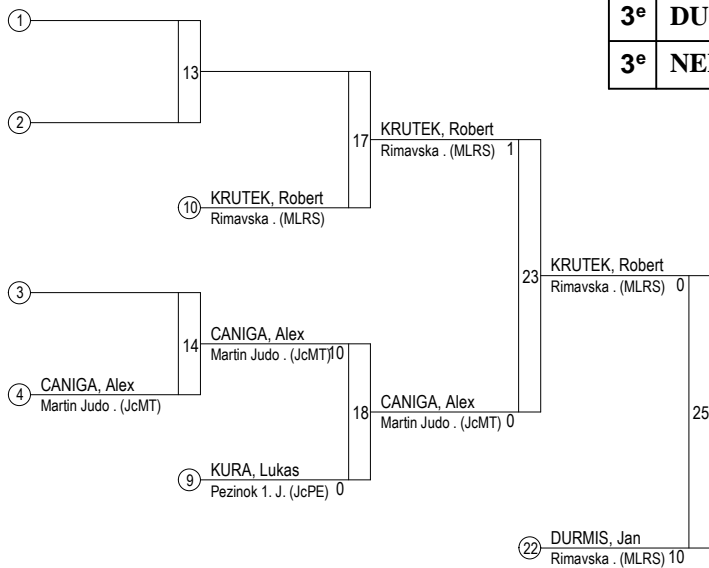 3e DU
3e
1
13
2
17
KRUTEK, Robert
Rimavska . (MLRS) 1
10 KRUTEK, Robert
Rimavska . (MLRS)
23
KRUTEK, Robert
Rimavska . (MLRS) 0
3
14
CANIGA, Alex
Martin Judo . (JcMT) 10
4 CANIGA, Alex
Martin Judo . (JcMT)
18
CANIGA, Alex
Martin Judo . (JcMT) 0
25
9 KURA, Lukas
Pezinok 1. J. (JcPE) 0
22 DURMIS, Jan
Rimavska . (MLRS) 10